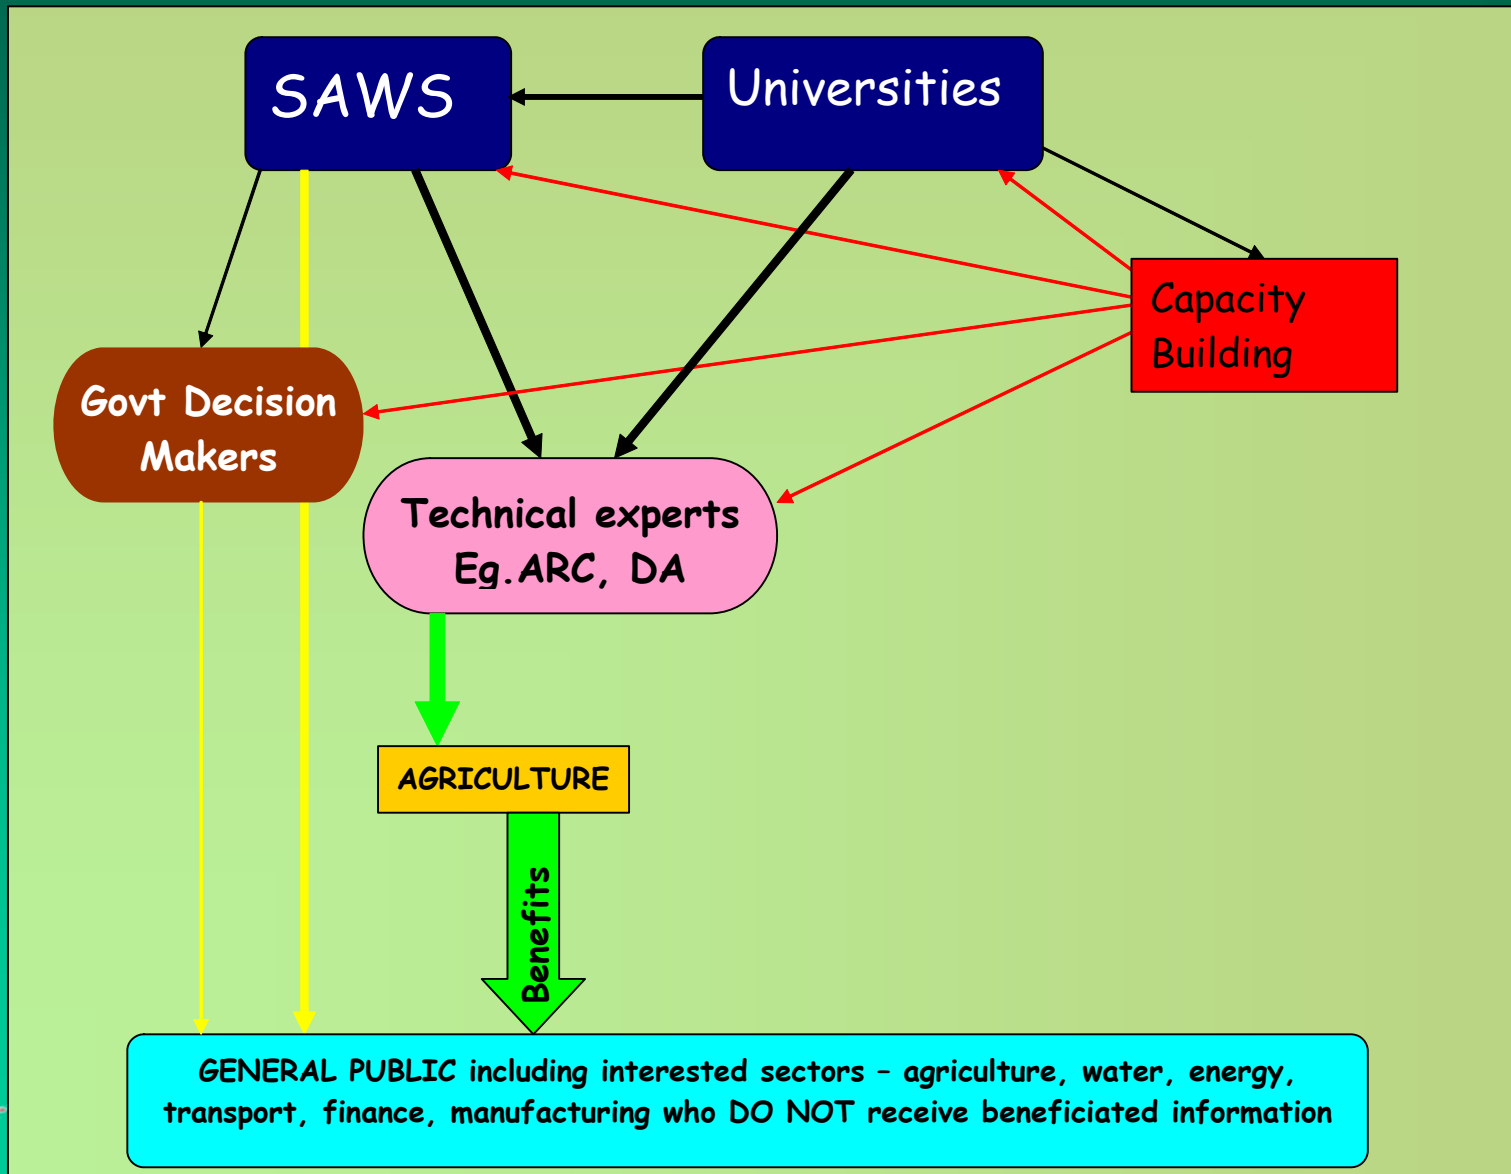 SAWS
Universities
Capacity
Building
Govt Decision
Makers
Technical experts
Eg.ARC, DA
AGRICULTURE
Benefits
GENERAL PUBLIC including interested sectors – agriculture, water, energy,
transport, finance, manufacturing who DO NOT receive beneficiated information